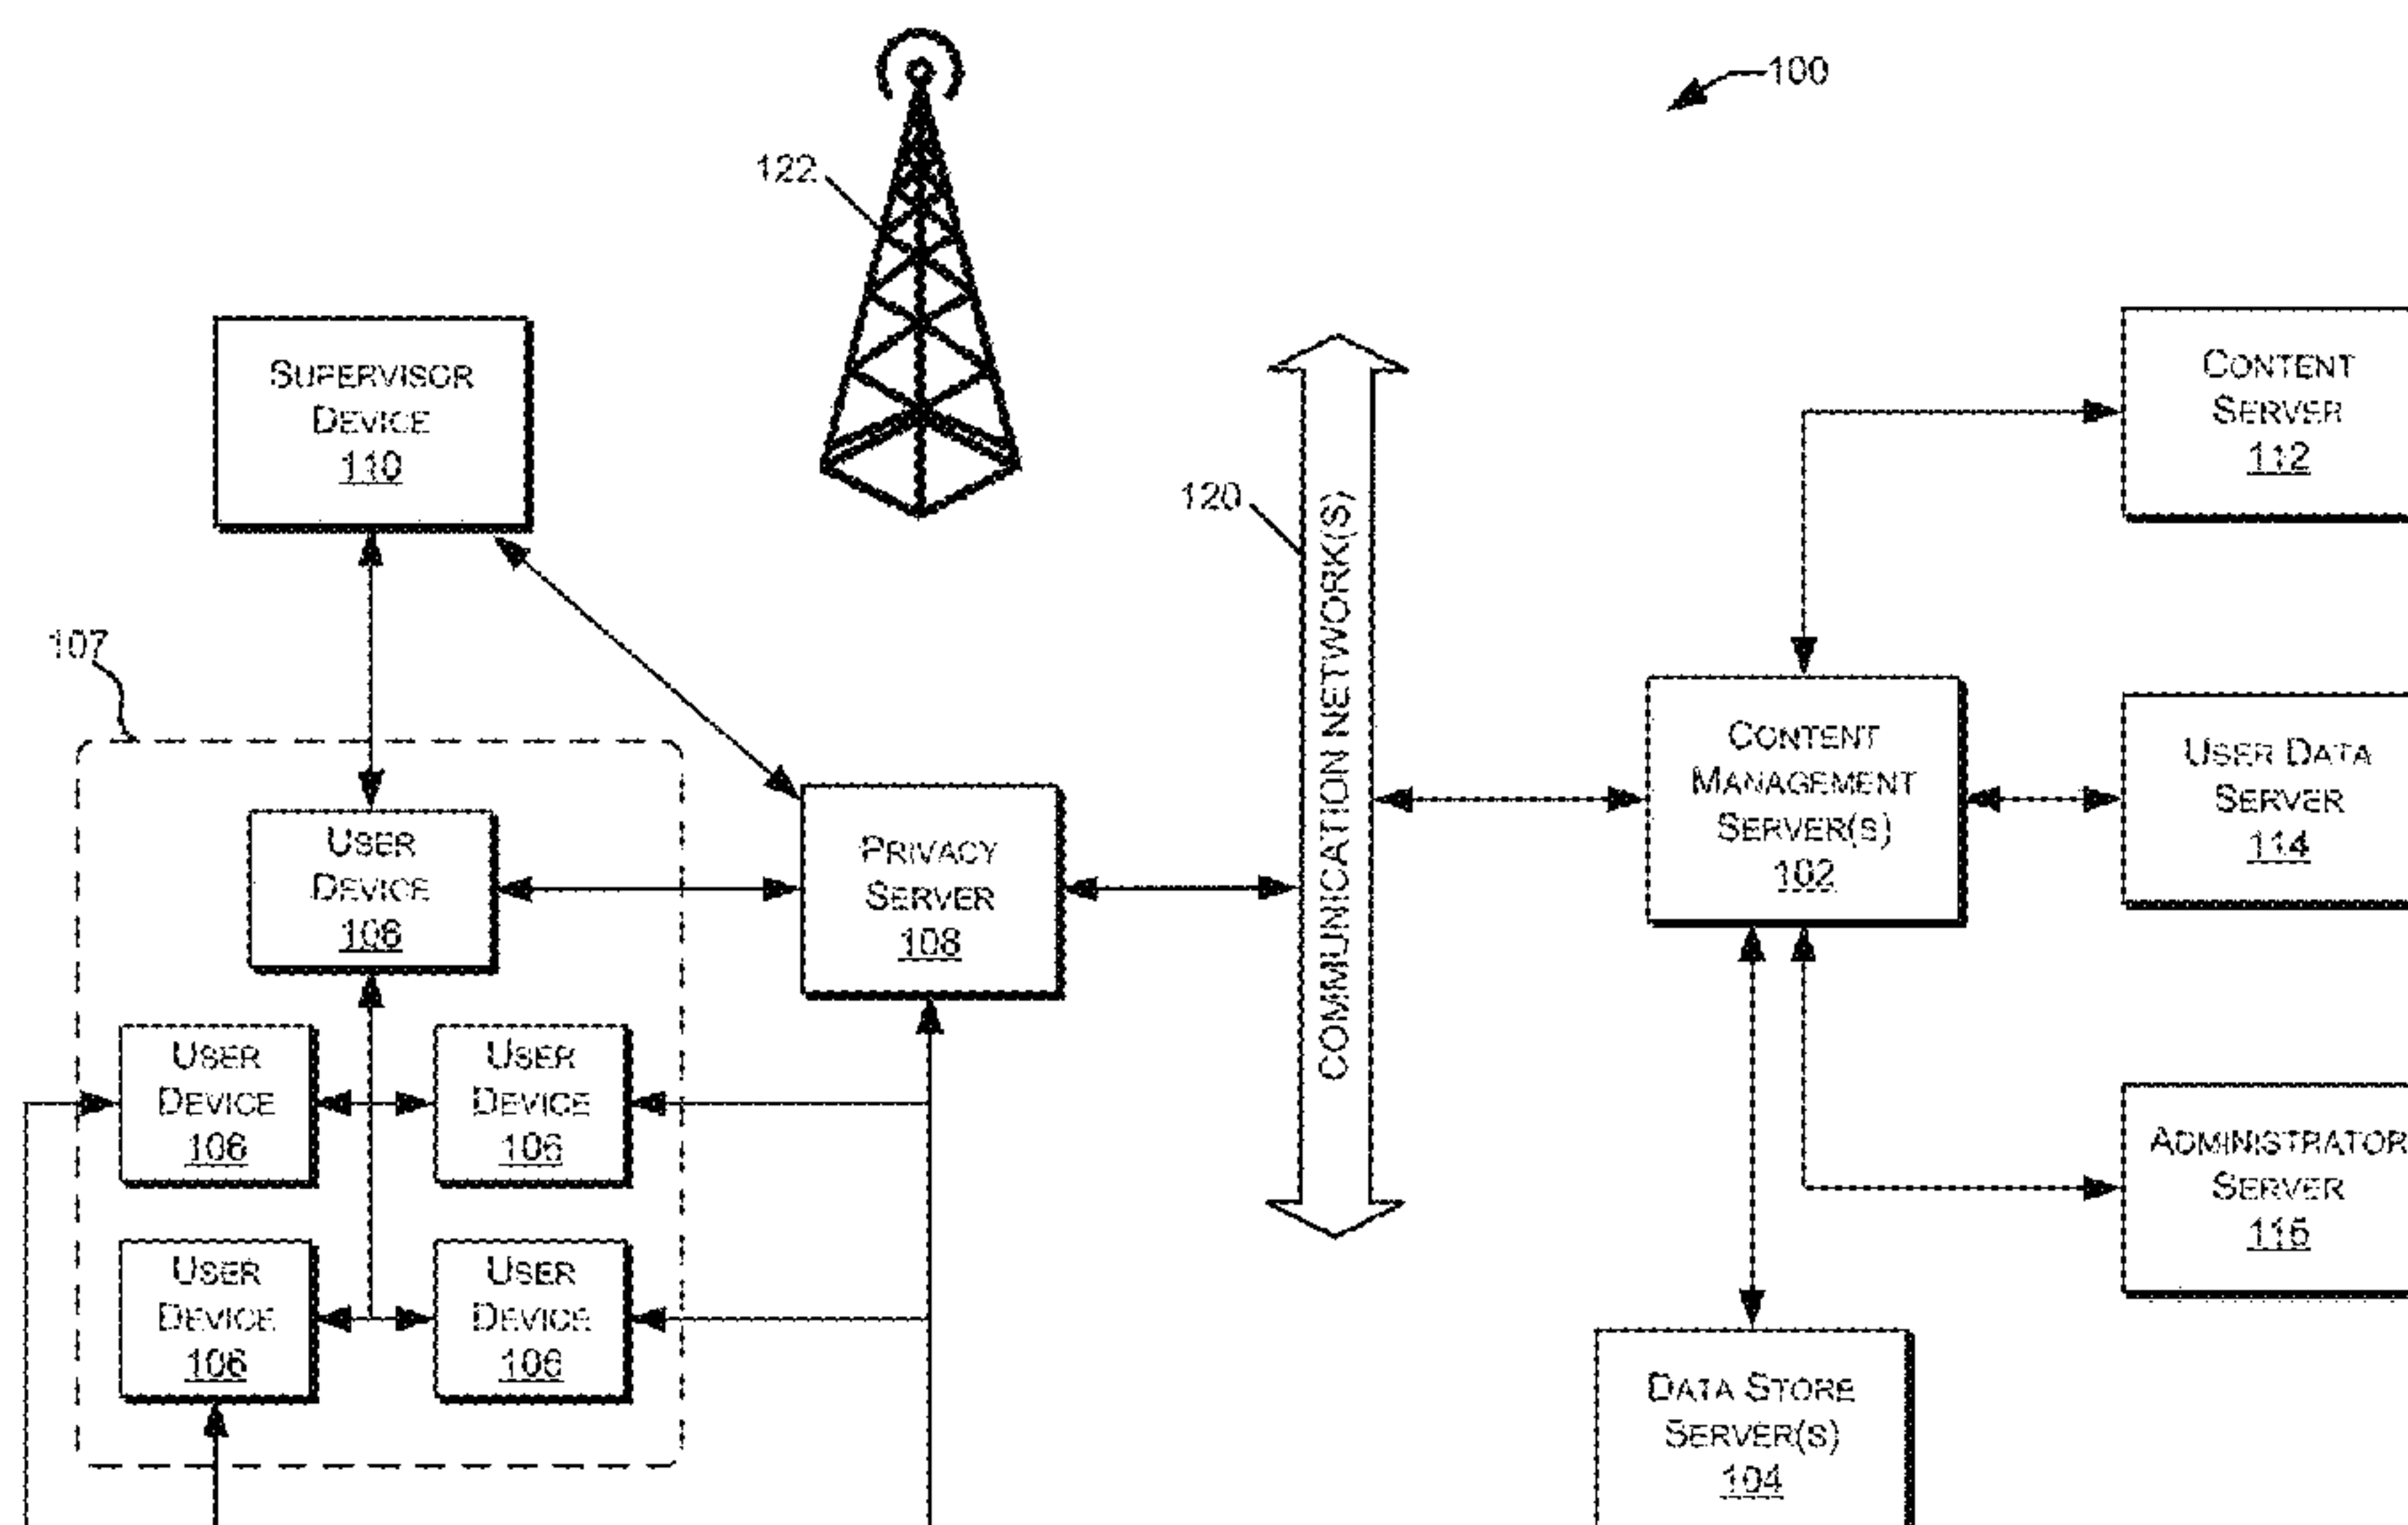 100
122
SUPERVISOR
DEVICE
110
CONTENT
SERVER
112
120
COMMUNICATION NETWORK(S)
107
CONTENT
MANAGEMENT
SERVER(S)
102
USER DATA
SERVER
114
USER
DEVICE
106
PRIVACY
SERVER
108
USER
DEVICE
106
USER
DEVICE
106
ADMINISTRATOR
SERVER
116
USER
DEVICE
106
USER
DEVICE
106
DATA STORE
SERVER(S)
104